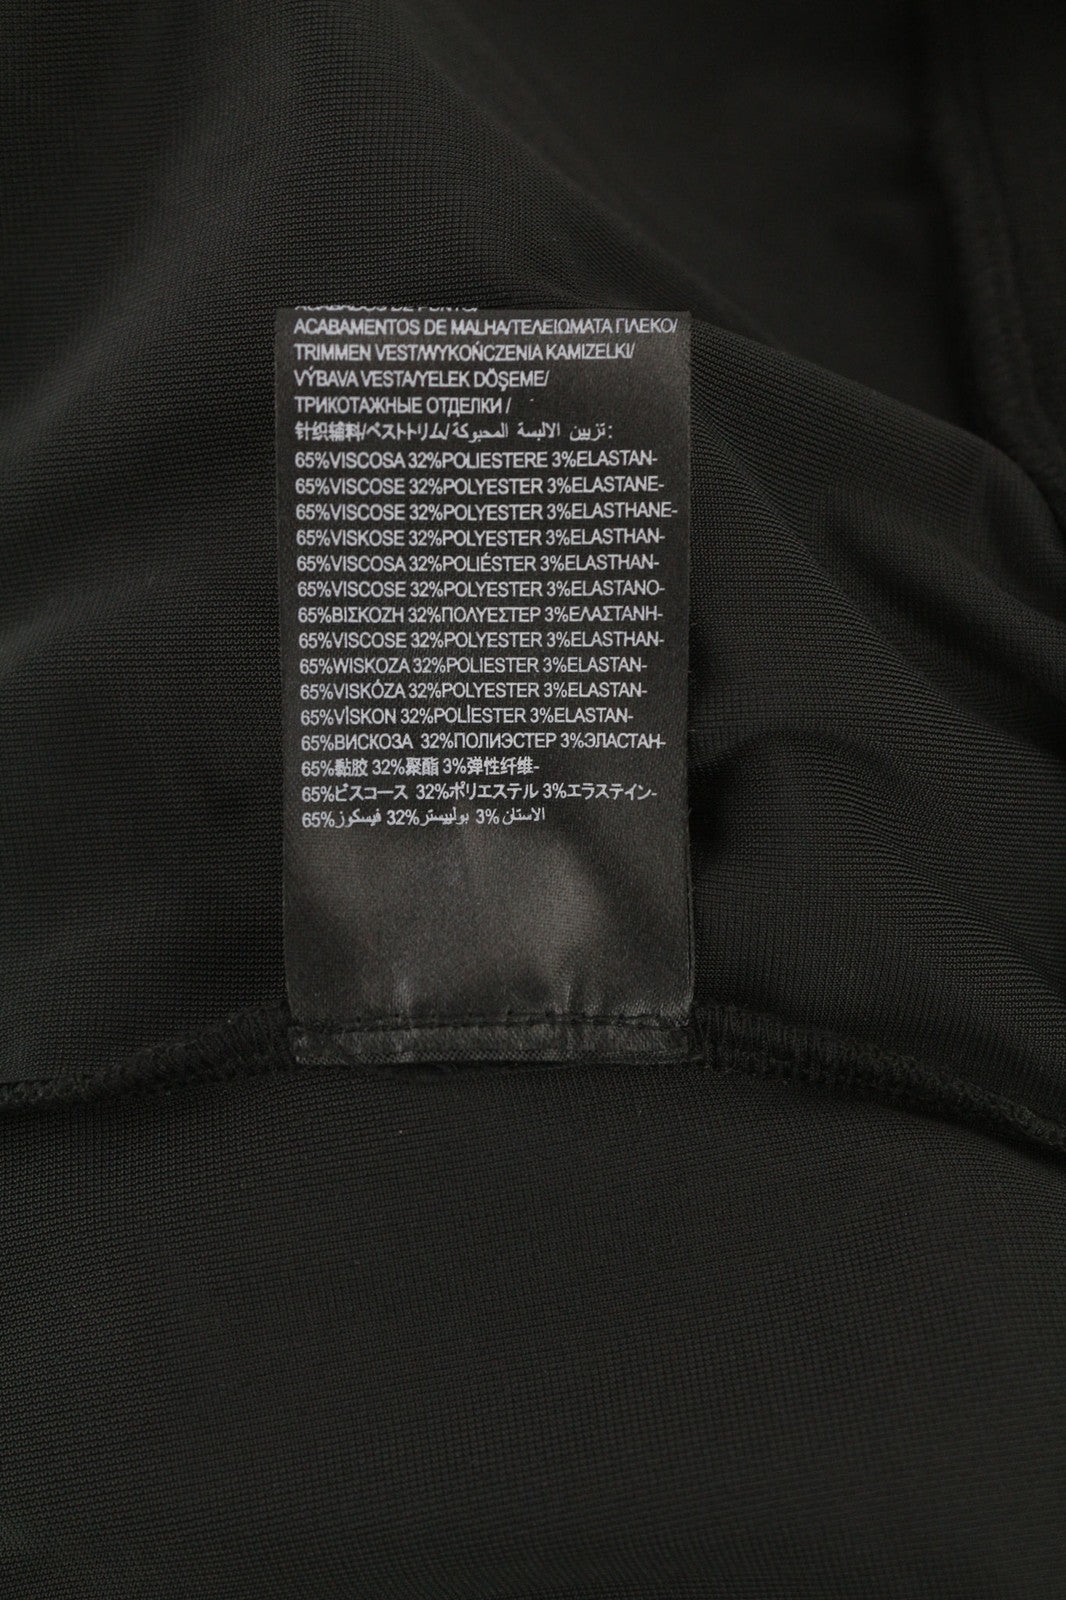 ACABADOS DE PUNTO/
ACABAMENTOS DE MALHA/ΤΕΛΕΙΩΜΑΤΑ ΓΙΛΕΚΟ/
TRIMMEN VEST/WYKOŃCZENIA KAMIZELKI/
VÝBAVA VESTA/YELEK DÖŞEME/
ТРИКОТАЖНЫЕ ОТДЕЛКИ /
针织辅料/ベストトリム/تزيين الالبسة المحبوكة:
65%VISCOSA 32%POLIESTERE 3%ELASTAN-
65%VISCOSE 32%POLYESTER 3%ELASTANE-
65%VISCOSE 32%POLYESTER 3%ELASTHANE-
65%VISKOSE 32%POLYESTER 3%ELASTHAN-
65%VISCOSA 32%POLIÉSTER 3%ELASTHAN-
65%VISCOSE 32%POLYESTER 3%ELASTANO-
65%ΒΙΣΚΟΖΗ 32%ΠΟΛΥΕΣΤΕΡ 3%ΕΛΑΣΤΑΝΗ-
65%VISCOSE 32%POLYESTER 3%ELASTHAN-
65%WISKOZA 32%POLIESTER 3%ELASTAN-
65%VISKÓZA 32%POLYESTER 3%ELASTAN-
65%VİSKON 32%POLİESTER 3%ELASTAN-
65%ВИСКОЗА 32%ПОЛИЭСТЕР 3%ЭЛАСТАН-
65%黏胶 32%聚酯 3%弹性纤维-
65%ビスコース 32%ポリエステル 3%エラステイン-
65%فيسكوز 32%بولييستر 3%الاستان